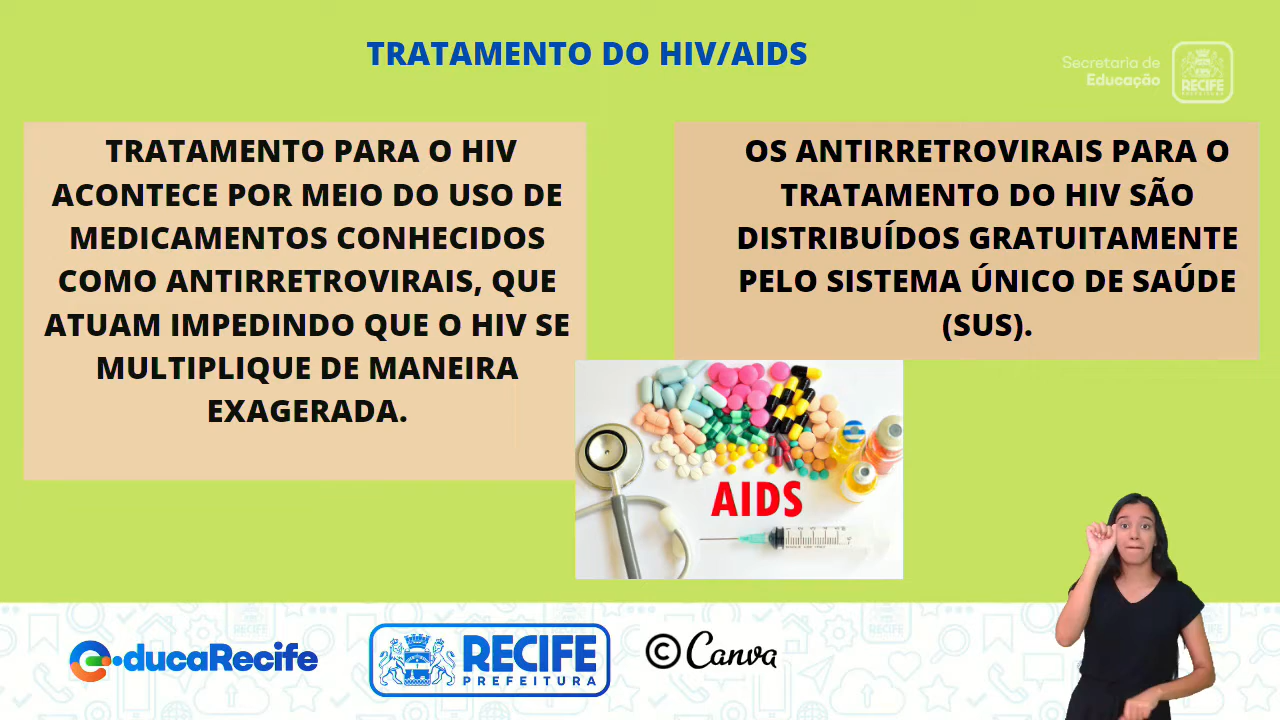 TRATAMENTO DO HIV/AIDS
Secretaria de
Educação
RECIFE
PREFEITURA
TRATAMENTO PARA O HIV
ACONTECE POR MEIO DO USO DE
MEDICAMENTOS CONHECIDOS
COMO ANTIRRETROVIRAIS, QUE
ATUAM IMPEDINDO QUE O HIV SE
MULTIPLIQUE DE MANEIRA
EXAGERADA.
OS ANTIRRETROVIRAIS PARA O
TRATAMENTO DO HIV SÃO
DISTRIBUÍDOS GRATUITAMENTE
PELO SISTEMA ÚNICO DE SAÚDE
(SUS).
AIDS
ducaRecife
RECIFE
PREFEITURA
© Canva